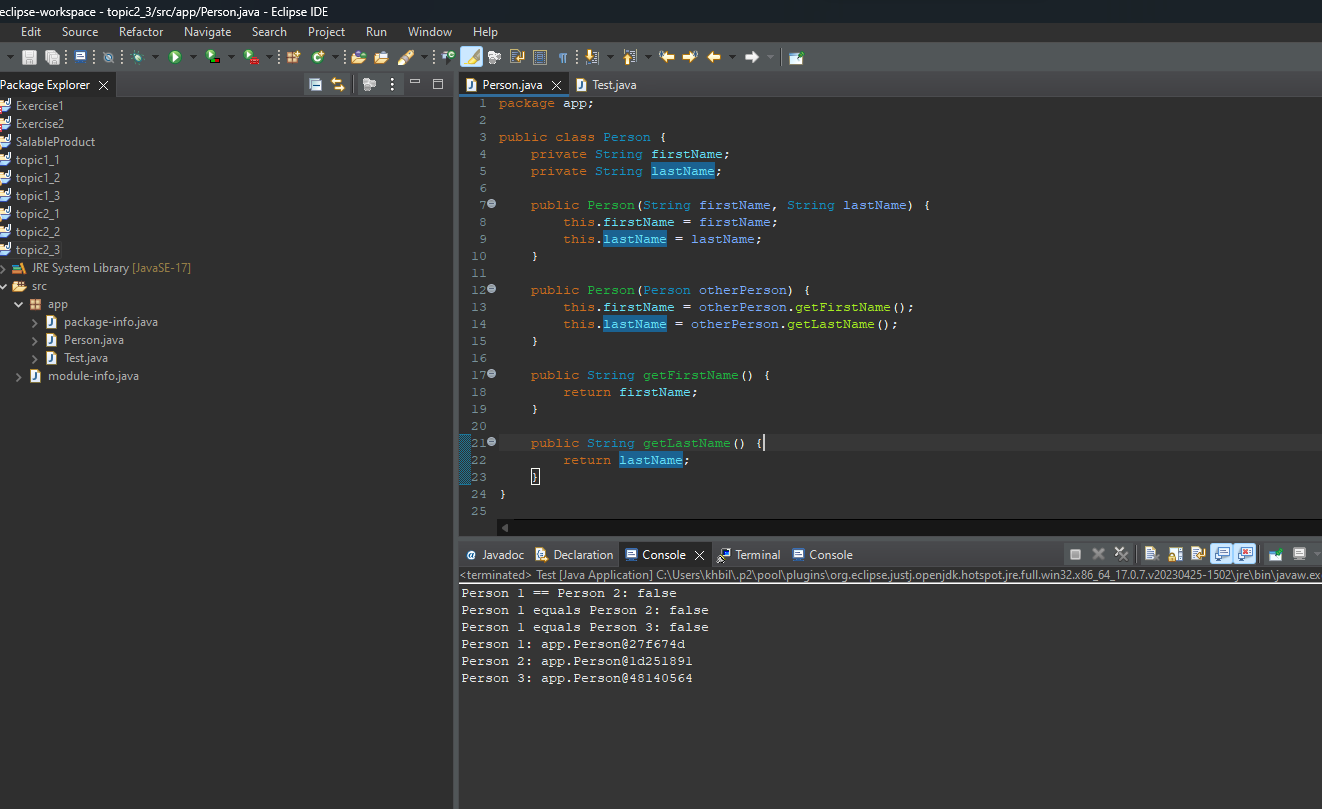 eclipse-workspace - topic2_3/src/app/Person.java - Eclipse IDE
Edit Source Refactor Navigate Search Project Run Window Help
Package Explorer
Exercise1
Exercise2
SalableProduct
topic1_1
topic1_2
topic1_3
topic2_1
topic2_2
topic2_3
JRE System Library [JavaSE-17]
src
app
package-info.java
Person.java
Test.java
module-info.java
Person.java Test.java
1 package app;
2
3 public class Person {
4 private String firstName;
5 private String lastName;
6
7 public Person(String firstName, String lastName) {
8 this.firstName = firstName;
9 this.lastName = lastName;
10 }
11
12 public Person(Person otherPerson) {
13 this.firstName = otherPerson.getFirstName();
14 this.lastName = otherPerson.getLastName();
15 }
16
17 public String getFirstName() {
18 return firstName;
19 }
20
21 public String getLastName() {
22 return lastName;
23 }
24 }
25
Javadoc Declaration Console Terminal Console
<terminated> Test [Java Application] C:\Users\khbil\.p2\pool\plugins\org.eclipse.justj.openjdk.hotspot.jre.full.win32.x86_64_17.0.7.v20230425-1502\jre\bin\javaw.ex
Person 1 == Person 2: false
Person 1 equals Person 2: false
Person 1 equals Person 3: false
Person 1: app.Person@27f674d
Person 2: app.Person@1d251891
Person 3: app.Person@48140564